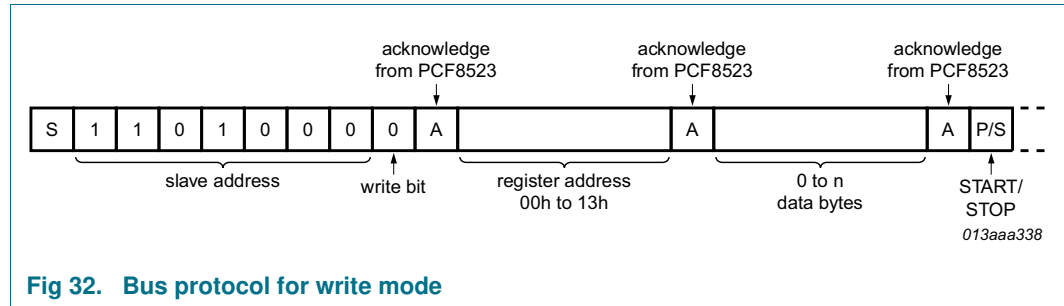 acknowledge
from PCF8523
acknowledge
from PCF8523
acknowledge
from PCF8523
S 1 1 0 1 0 0 0 0 A A A P/S
slave address
write bit
register address
00h to 13h
0 to n
data bytes
START/
STOP
013aaa338
Fig 32. Bus protocol for write mode